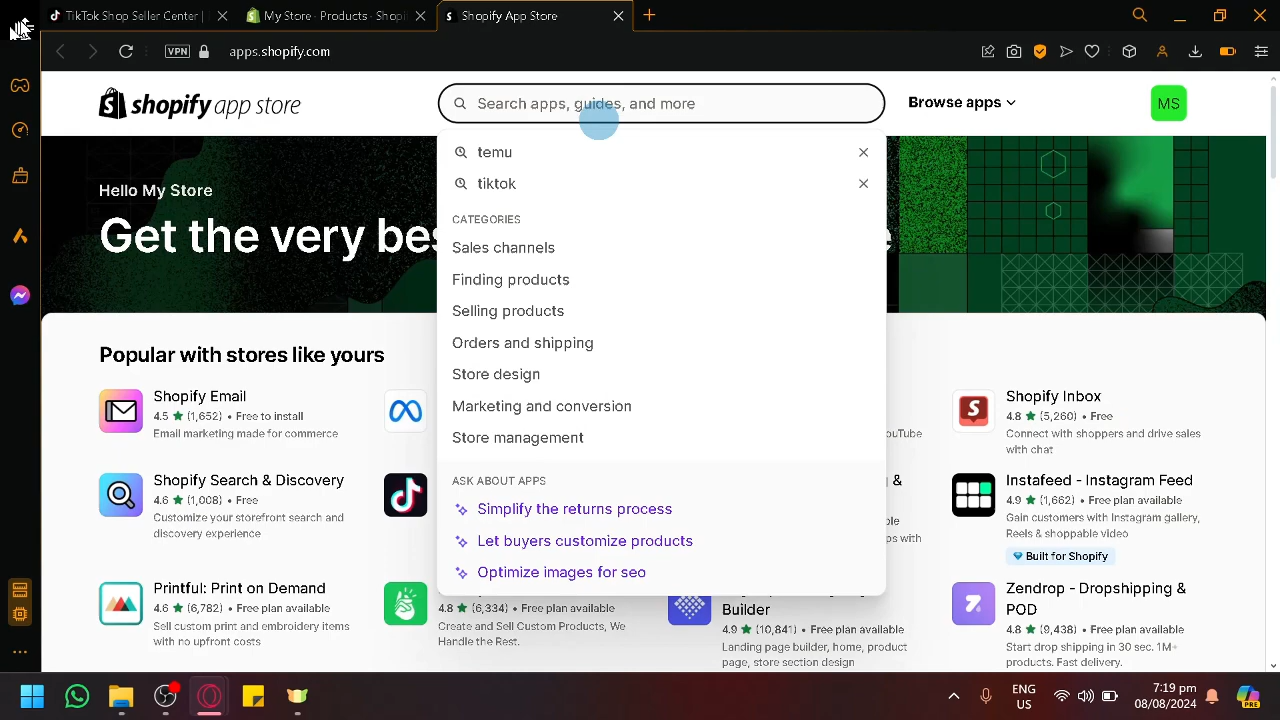 TikTok Shop Seller Center |
My Store - Products · Shopi
Shopify App Store
VPN
apps.shopify.com
shopify app store
Search apps, guides, and more
Browse apps
MS
temu
tiktok
CATEGORIES
Sales channels
Finding products
Selling products
Orders and shipping
Store design
Marketing and conversion
Store management
ASK ABOUT APPS
Simplify the returns process
Let buyers customize products
Optimize images for seo
Hello My Store
Get the very bes
e
Popular with stores like yours
Shopify Email
4.5 ★ (1,652) • Free to install
Email marketing made for commerce
Shopify Inbox
4.8 ★ (5,260) • Free
Connect with shoppers and drive sales
with chat
ouTube
Shopify Search & Discovery
4.6 ★ (1,008) • Free
Customize your storefront search and
discovery experience
&
ble
ps with
Instafeed - Instagram Feed
4.9 ★ (1,662) • Free plan available
Gain customers with Instagram gallery,
Reels & shoppable video
Built for Shopify
Printful: Print on Demand
4.6 ★ (6,782) • Free plan available
Sell custom print and embroidery items
with no upfront costs
4.8 ★ (6,334) • Free plan available
Create and Sell Custom Products, We
Handle the Rest.
Builder
4.9 ★ (10,841) • Free plan available
Landing page builder, home, product
page, store section design
Zendrop - Dropshipping &
POD
4.8 ★ (9,438) • Free plan available
Start drop shipping in 30 sec. 1M+
products. Fast delivery.
ENG
US
7:19 pm
08/08/2024
PRE